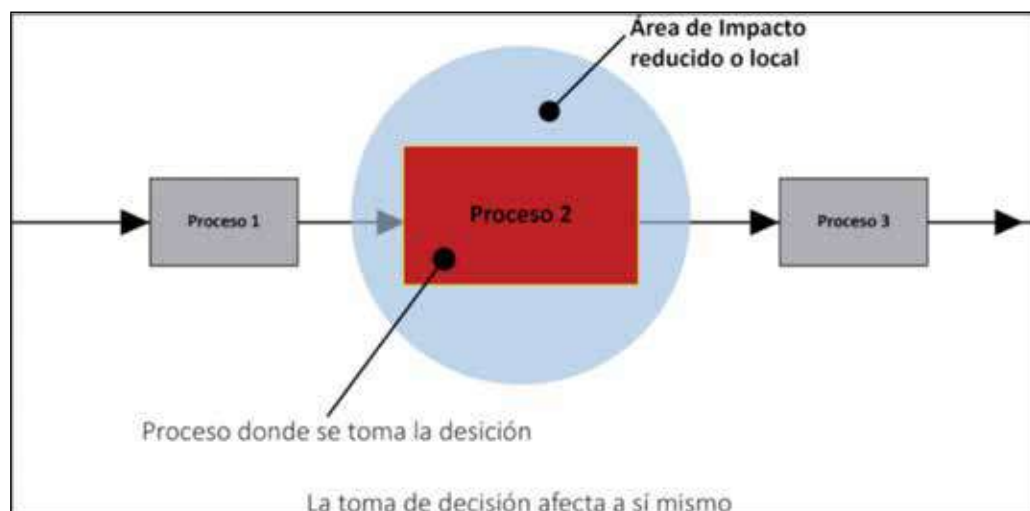 Área de Impacto
reducido o local
Proceso 1
Proceso 2
Proceso 3
Proceso donde se toma la desición
La toma de decisión afecta a sí mismo